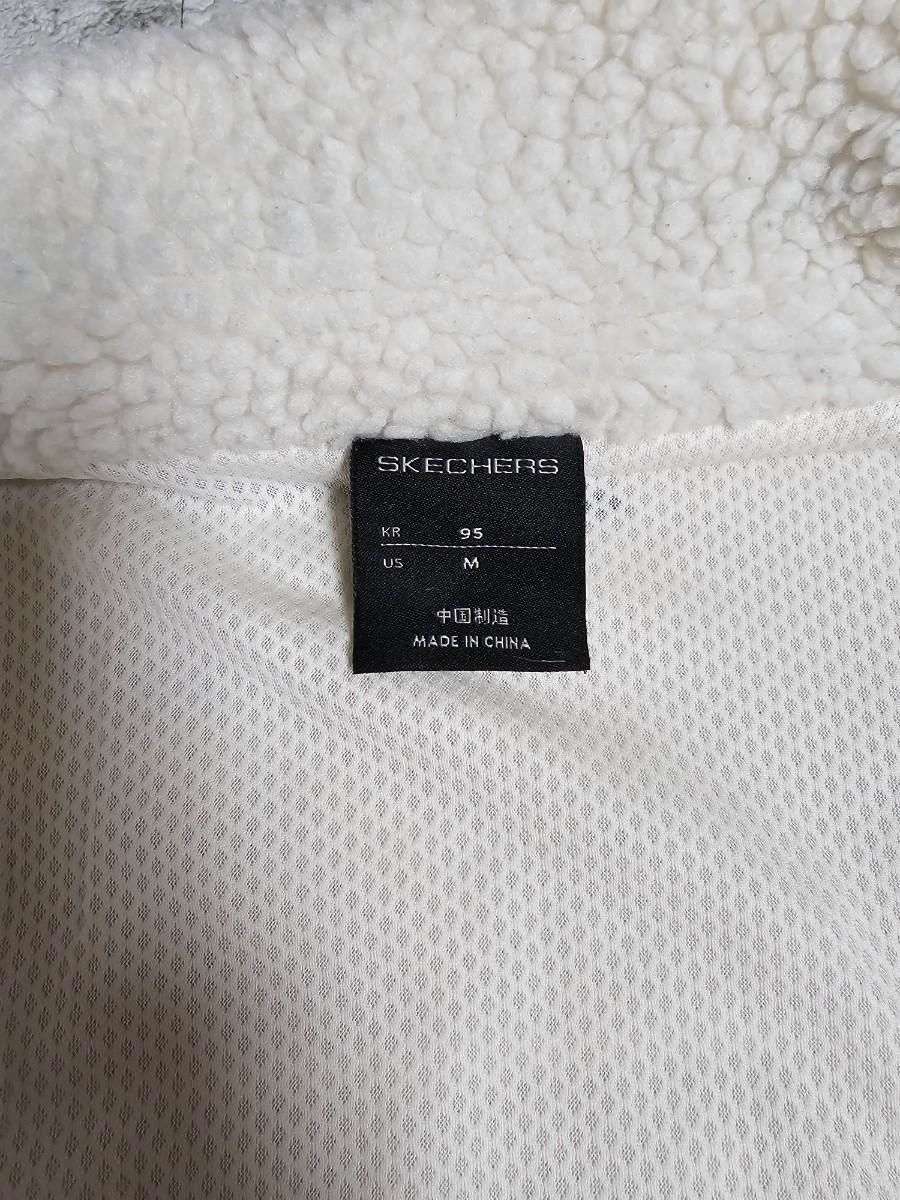 SKECHERS
KR 95
US M
中国制造
MADE IN CHINA